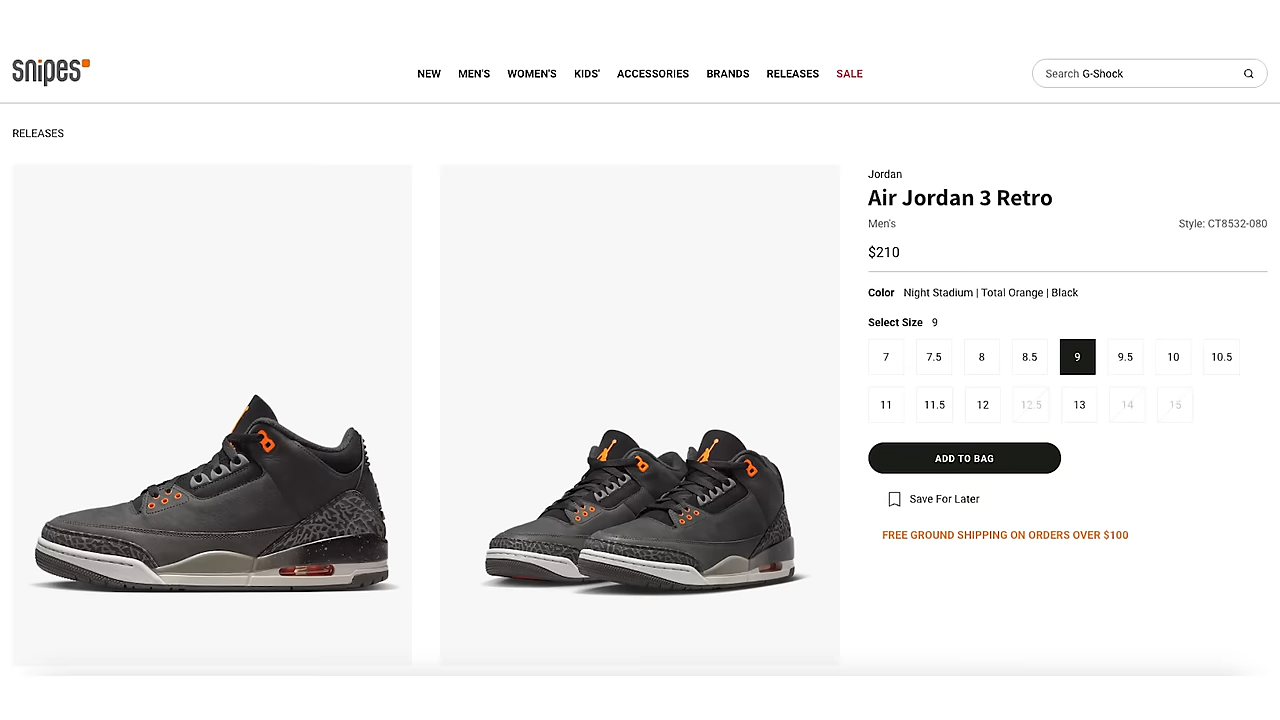 snipes
NEW MEN'S WOMEN'S KIDS' ACCESSORIES BRANDS RELEASES SALE
Search G-Shock
RELEASES
Jordan
Air Jordan 3 Retro
Men's Style: CT8532-080
$210
Color Night Stadium | Total Orange | Black
Select Size 9
7 7.5 8 8.5 9 9.5 10 10.5
11 11.5 12 12.5 13 14 15
ADD TO BAG
Save For Later
FREE GROUND SHIPPING ON ORDERS OVER $100